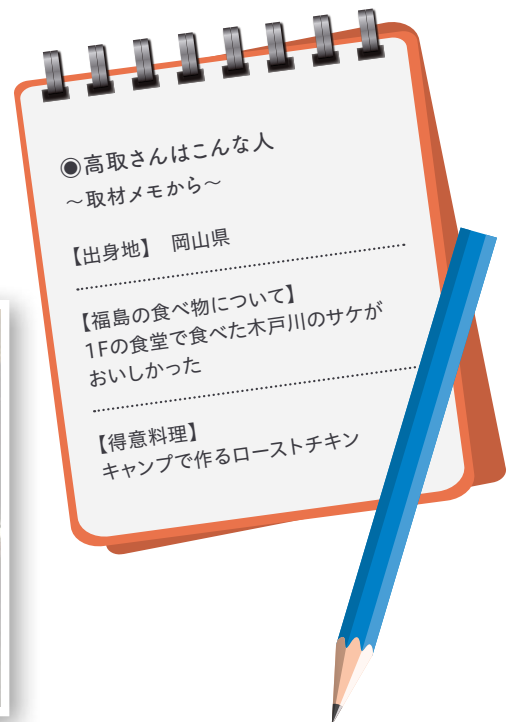 ◉高取さんはこんな人
～取材メモから～
【出身地】 岡山県
【福島の食べ物について】
1Fの食堂で食べた木戸川のサケが
おいしかった
【得意料理】
キャンプで作るローストチキン